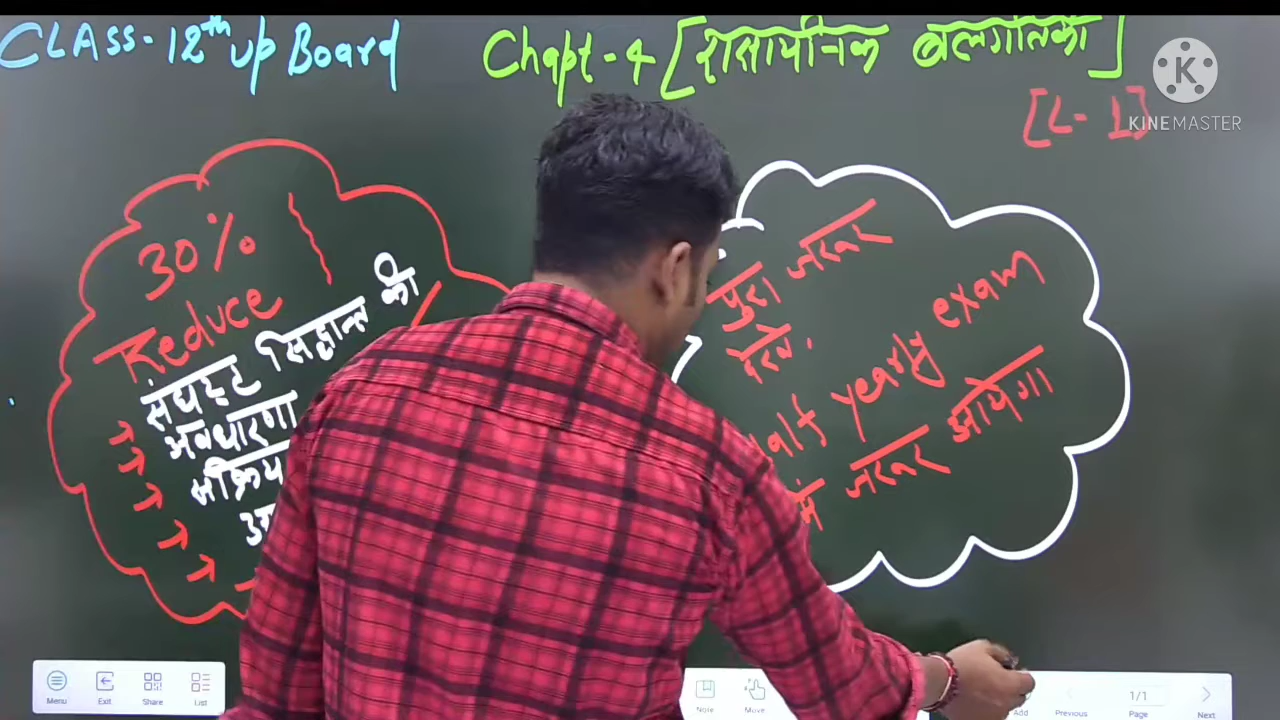 CLASS-12th UP Board
Chapt-4 [रासायनिक बलगतिकी]
[L-1]
KINEMASTER
30%
Reduce
संघट्ट सिद्धान्त की
अवधारणा
सक्रिय
पुरा जरूर
yearly exam
में जरूर आयेगा
Menu
Exit
Share
List
Note
Move
Add
Previous
1/1
Page
Next